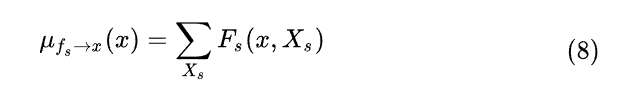 μ_{f_s→x}(x) = ∑_{X_s} F_s(x, X_s) (8)